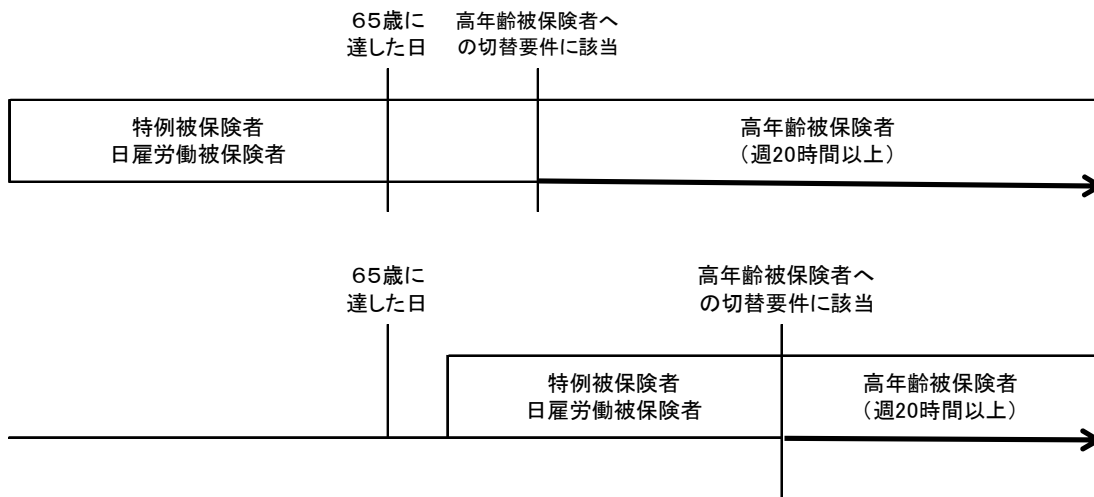 65歳に
達した日
高年齢被保険者へ
の切替要件に該当
特例被保険者
日雇労働被保険者
高年齢被保険者
（週20時間以上）
65歳に
達した日
高年齢被保険者へ
の切替要件に該当
特例被保険者
日雇労働被保険者
高年齢被保険者
（週20時間以上）